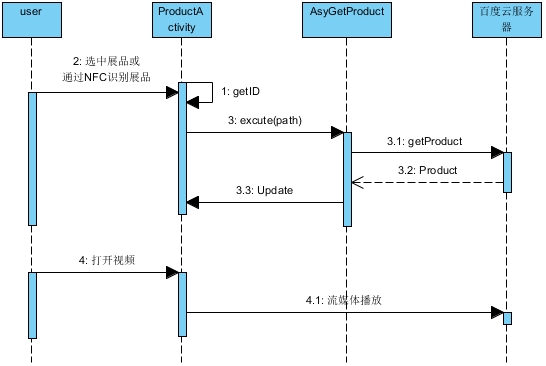 user
ProductA
ctivity
AsyGetProduct
百度云服务
器
2: 选中展品或
通过NFC识别展品
1: getID
3: excute(path)
3.1: getProduct
3.2: Product
3.3: Update
4: 打开视频
4.1: 流媒体播放